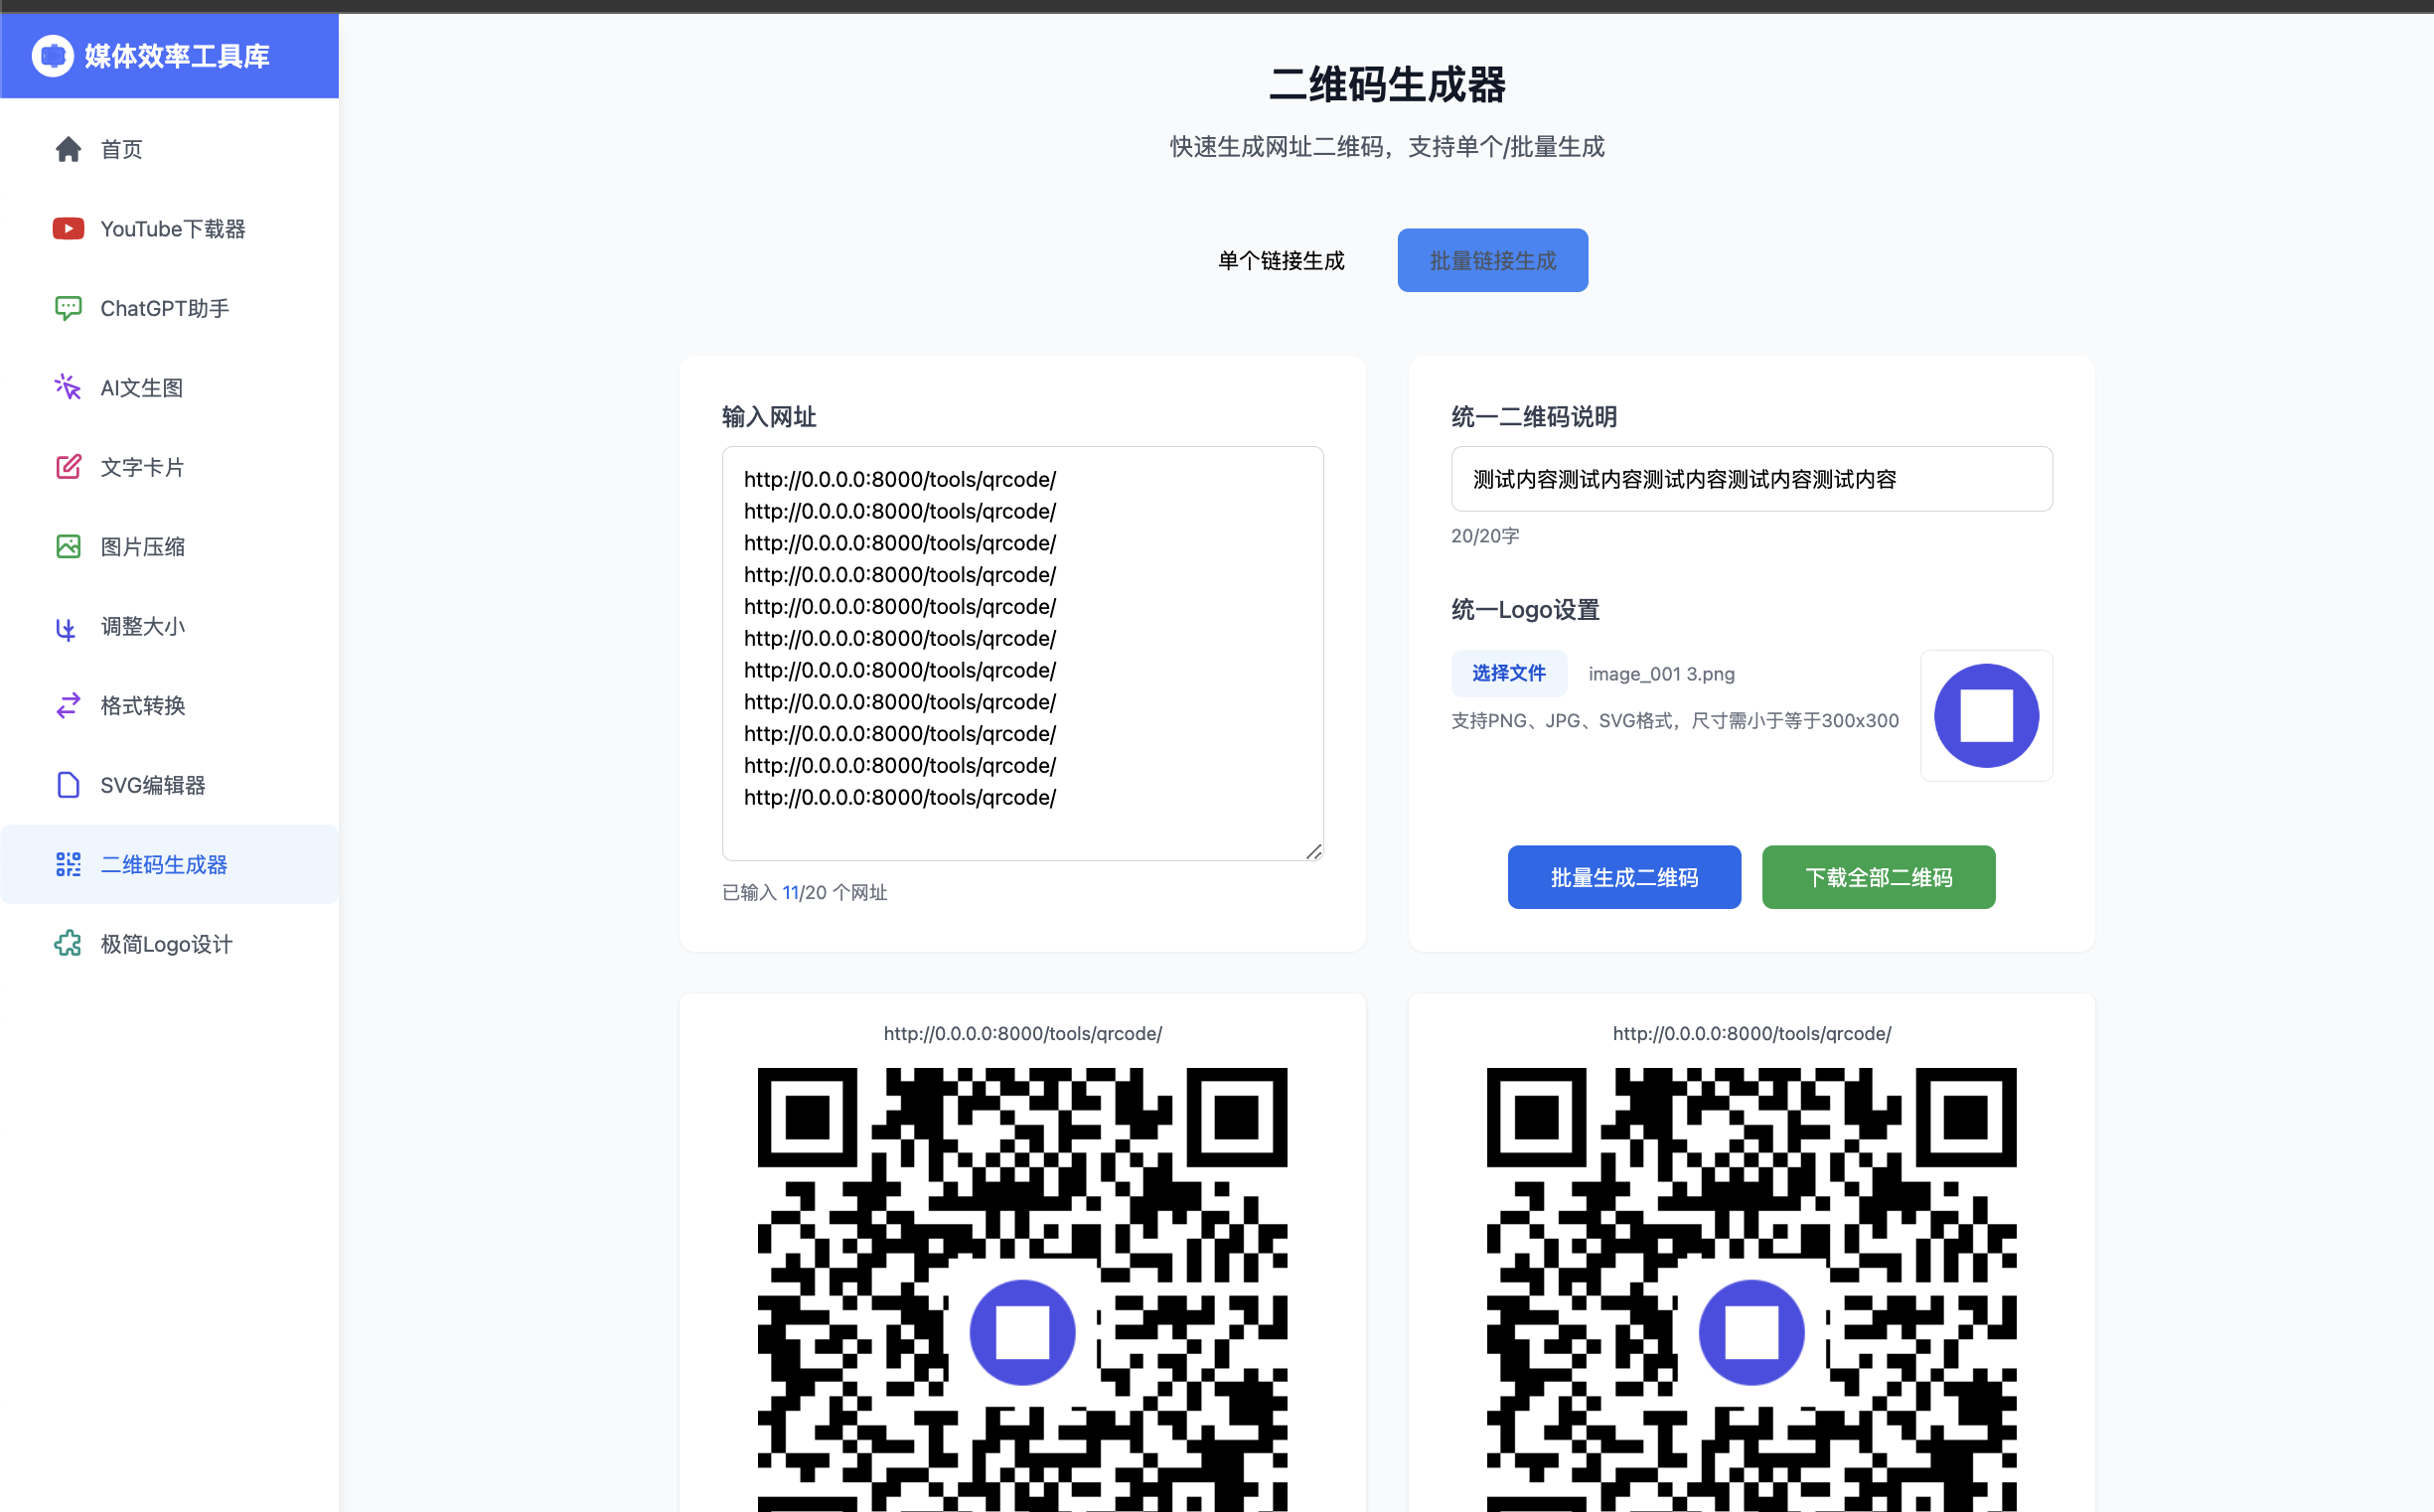 媒体效率工具库
首页
YouTube下载器
ChatGPT助手
AI文生图
文字卡片
图片压缩
调整大小
格式转换
SVG编辑器
二维码生成器
极简Logo设计
二维码生成器
快速生成网址二维码，支持单个/批量生成
单个链接生成
批量链接生成
输入网址
http://0.0.0.0:8000/tools/qrcode/
http://0.0.0.0:8000/tools/qrcode/
http://0.0.0.0:8000/tools/qrcode/
http://0.0.0.0:8000/tools/qrcode/
http://0.0.0.0:8000/tools/qrcode/
http://0.0.0.0:8000/tools/qrcode/
http://0.0.0.0:8000/tools/qrcode/
http://0.0.0.0:8000/tools/qrcode/
http://0.0.0.0:8000/tools/qrcode/
http://0.0.0.0:8000/tools/qrcode/
http://0.0.0.0:8000/tools/qrcode/
已输入 11/20 个网址
统一二维码说明
测试内容测试内容测试内容测试内容测试内容
20/20字
统一Logo设置
选择文件 image_001 3.png
支持PNG、JPG、SVG格式，尺寸需小于等于300x300
批量生成二维码
下载全部二维码
http://0.0.0.0:8000/tools/qrcode/
http://0.0.0.0:8000/tools/qrcode/